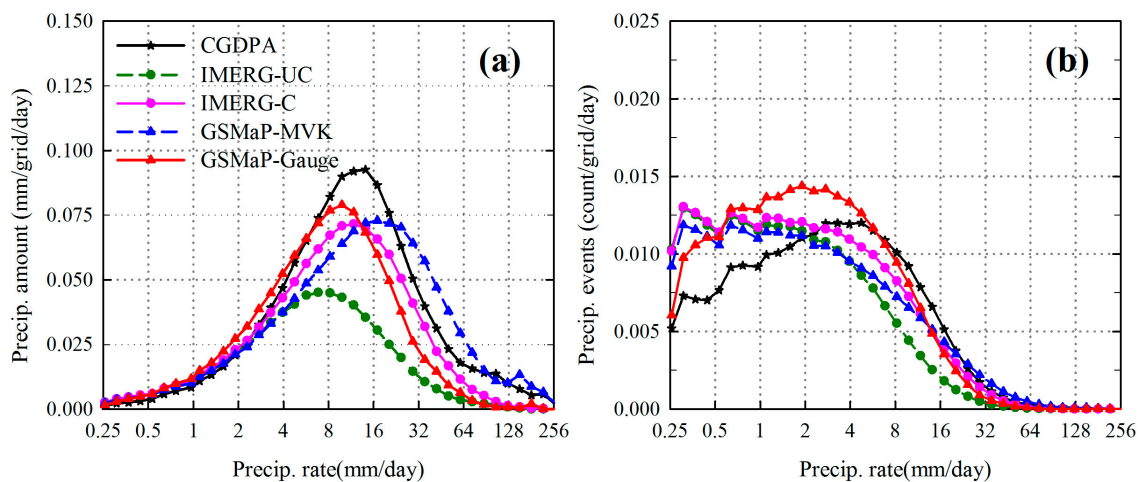 0.150
0.125
0.100
0.075
0.050
0.025
0.000
Precip. amount (mm/grid/day)
CGDPA
IMERG-UC
IMERG-C
GSMaP-MVK
GSMaP-Gauge
(a)
0.25 0.5 1 2 4 8 16 32 64 128 256
Precip. rate(mm/day)
0.025
0.020
0.015
0.010
0.005
0.000
Precip. events (count/grid/day)
(b)
0.25 0.5 1 2 4 8 16 32 64 128 256
Precip. rate(mm/day)